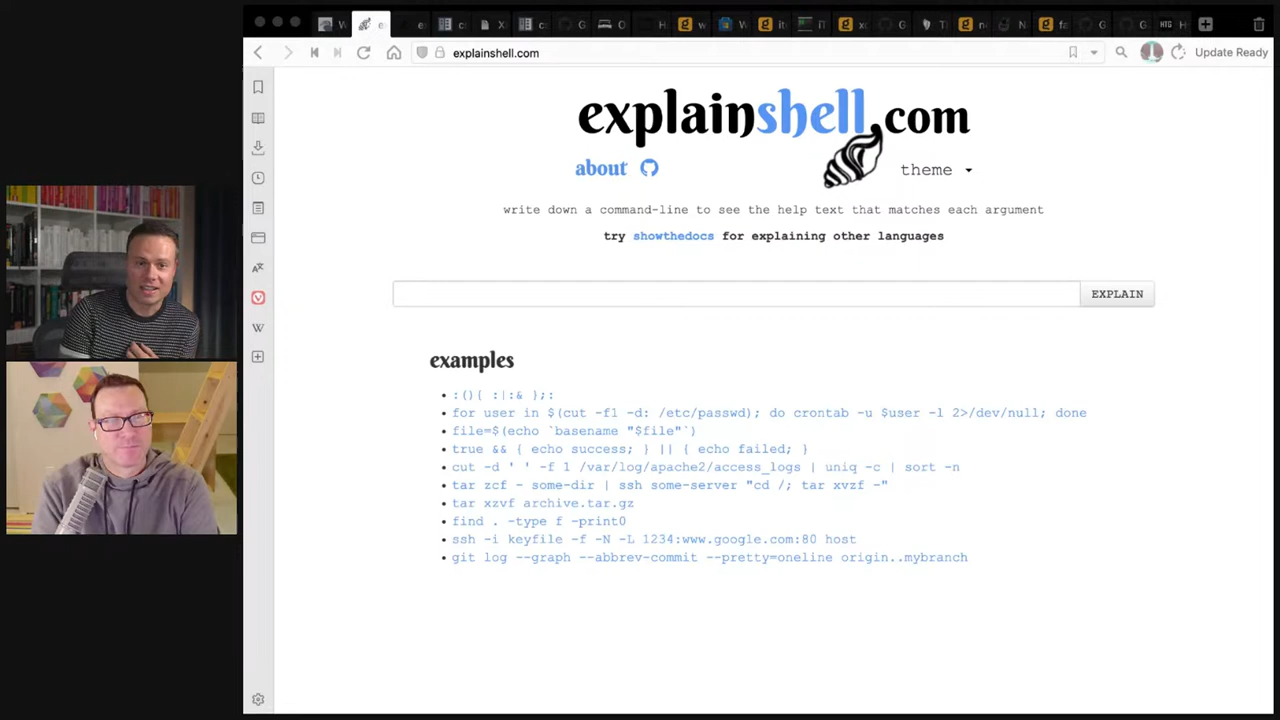 explainshell.com
Update Ready
explainshell.com
about
theme
write down a command-line to see the help text that matches each argument
try showthedocs for explaining other languages
EXPLAIN
examples
:(){ :|:& };:
for user in $(cut -f1 -d: /etc/passwd); do crontab -u $user -l 2>/dev/null; done
file=$(echo `basename "$file"`)
true && { echo success; } || { echo failed; }
cut -d ' ' -f 1 /var/log/apache2/access_logs | uniq -c | sort -n
tar zcf - some-dir | ssh some-server "cd /; tar xvzf -"
tar xzvf archive.tar.gz
find . -type f -print0
ssh -i keyfile -f -N -L 1234:www.google.com:80 host
git log --graph --abbrev-commit --pretty=oneline origin..mybranch